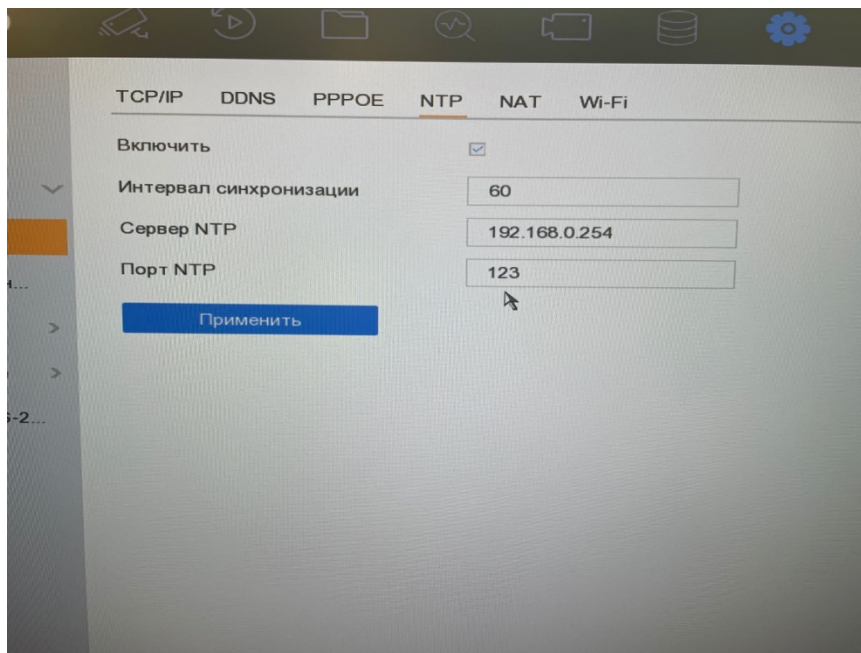 TCP/IP DDNS PPPOE NTP NAT Wi-Fi
Включить
Интервал синхронизации 60
Сервер NTP 192.168.0.254
Порт NTP 123
Применить